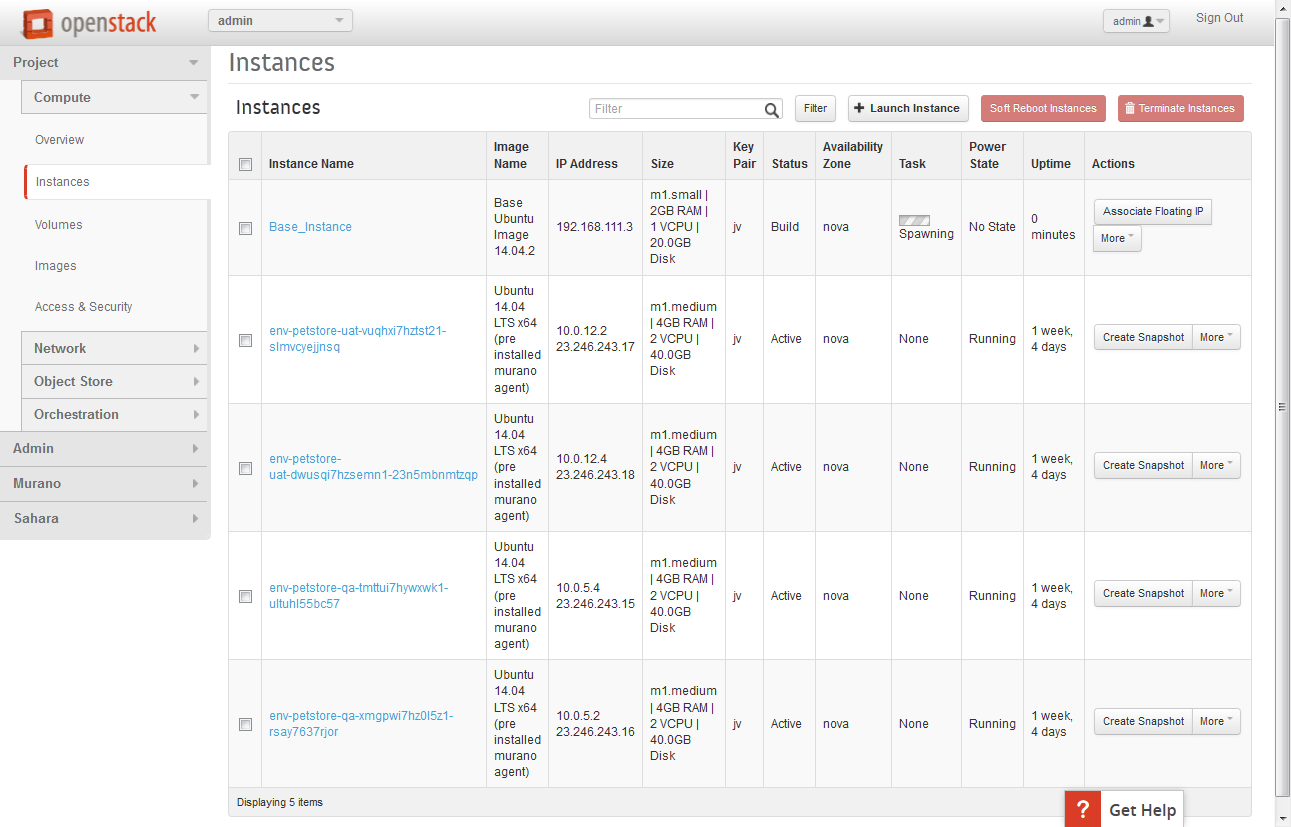 openstack
admin
admin
Sign Out
Project
Compute
Overview
Instances
Volumes
Images
Access & Security
Network
Object Store
Orchestration
Admin
Murano
Sahara
Instances
Instances
Filter
Filter
+ Launch Instance
Soft Reboot Instances
Terminate Instances
Instance Name
Image
Name
IP Address
Size
Key
Pair
Status
Availability
Zone
Task
Power
State
Uptime
Actions
Base_Instance
Base
Ubuntu
Image
14.04.2
192.168.111.3
m1.small |
2GB RAM |
1 VCPU |
20.0GB
Disk
jv
Build
nova
Spawning
No State
0
minutes
Associate Floating IP
More
env-petstore-uat-vuqhxi7hztst21-
slmvcyejjnsq
Ubuntu
14.04
LTS x64
(pre
installed
murano
agent)
10.0.12.2
23.246.243.17
m1.medium
| 4GB RAM |
2 VCPU |
40.0GB
Disk
jv
Active
nova
None
Running
1 week,
4 days
Create Snapshot
More
env-petstore-
uat-dwusqi7hzsemn1-23n5mbnmtzqp
Ubuntu
14.04
LTS x64
(pre
installed
murano
agent)
10.0.12.4
23.246.243.18
m1.medium
| 4GB RAM |
2 VCPU |
40.0GB
Disk
jv
Active
nova
None
Running
1 week,
4 days
Create Snapshot
More
env-petstore-qa-tmttui7hywxwk1-
ultuhl55bc57
Ubuntu
14.04
LTS x64
(pre
installed
murano
agent)
10.0.5.4
23.246.243.15
m1.medium
| 4GB RAM |
2 VCPU |
40.0GB
Disk
jv
Active
nova
None
Running
1 week,
4 days
Create Snapshot
More
env-petstore-qa-xmgpwi7hz0l5z1-
rsay7637rjor
Ubuntu
14.04
LTS x64
(pre
installed
murano
agent)
10.0.5.2
23.246.243.16
m1.medium
| 4GB RAM |
2 VCPU |
40.0GB
Disk
jv
Active
nova
None
Running
1 week,
4 days
Create Snapshot
More
Displaying 5 items
? Get Help